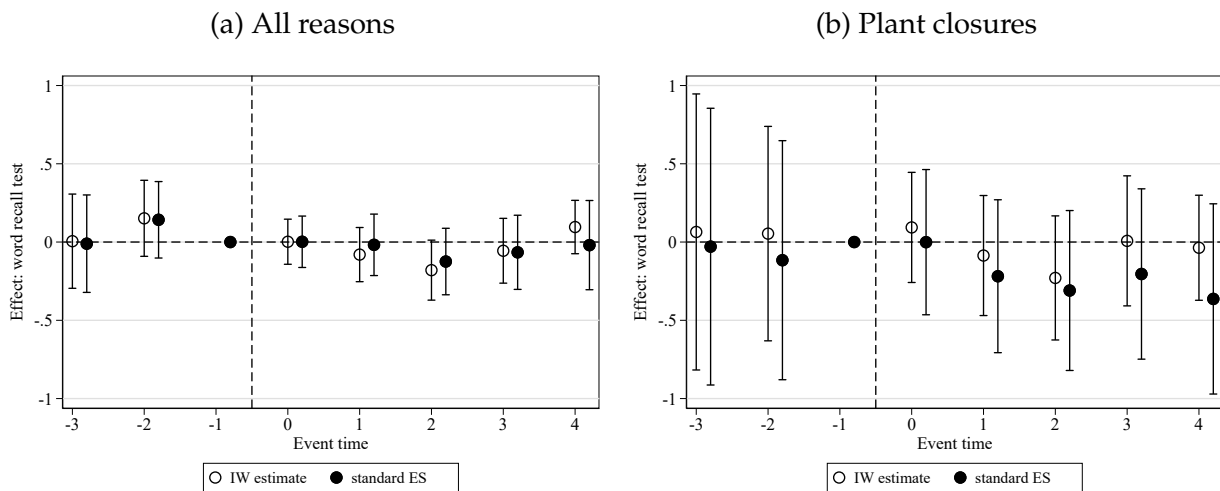 (a) All reasons
Effect: word recall test
1
.5
0
-.5
-1
-3 -2 -1 0 1 2 3 4
Event time
IW estimate standard ES
(b) Plant closures
Effect: word recall test
1
.5
0
-.5
-1
-3 -2 -1 0 1 2 3 4
Event time
IW estimate standard ES